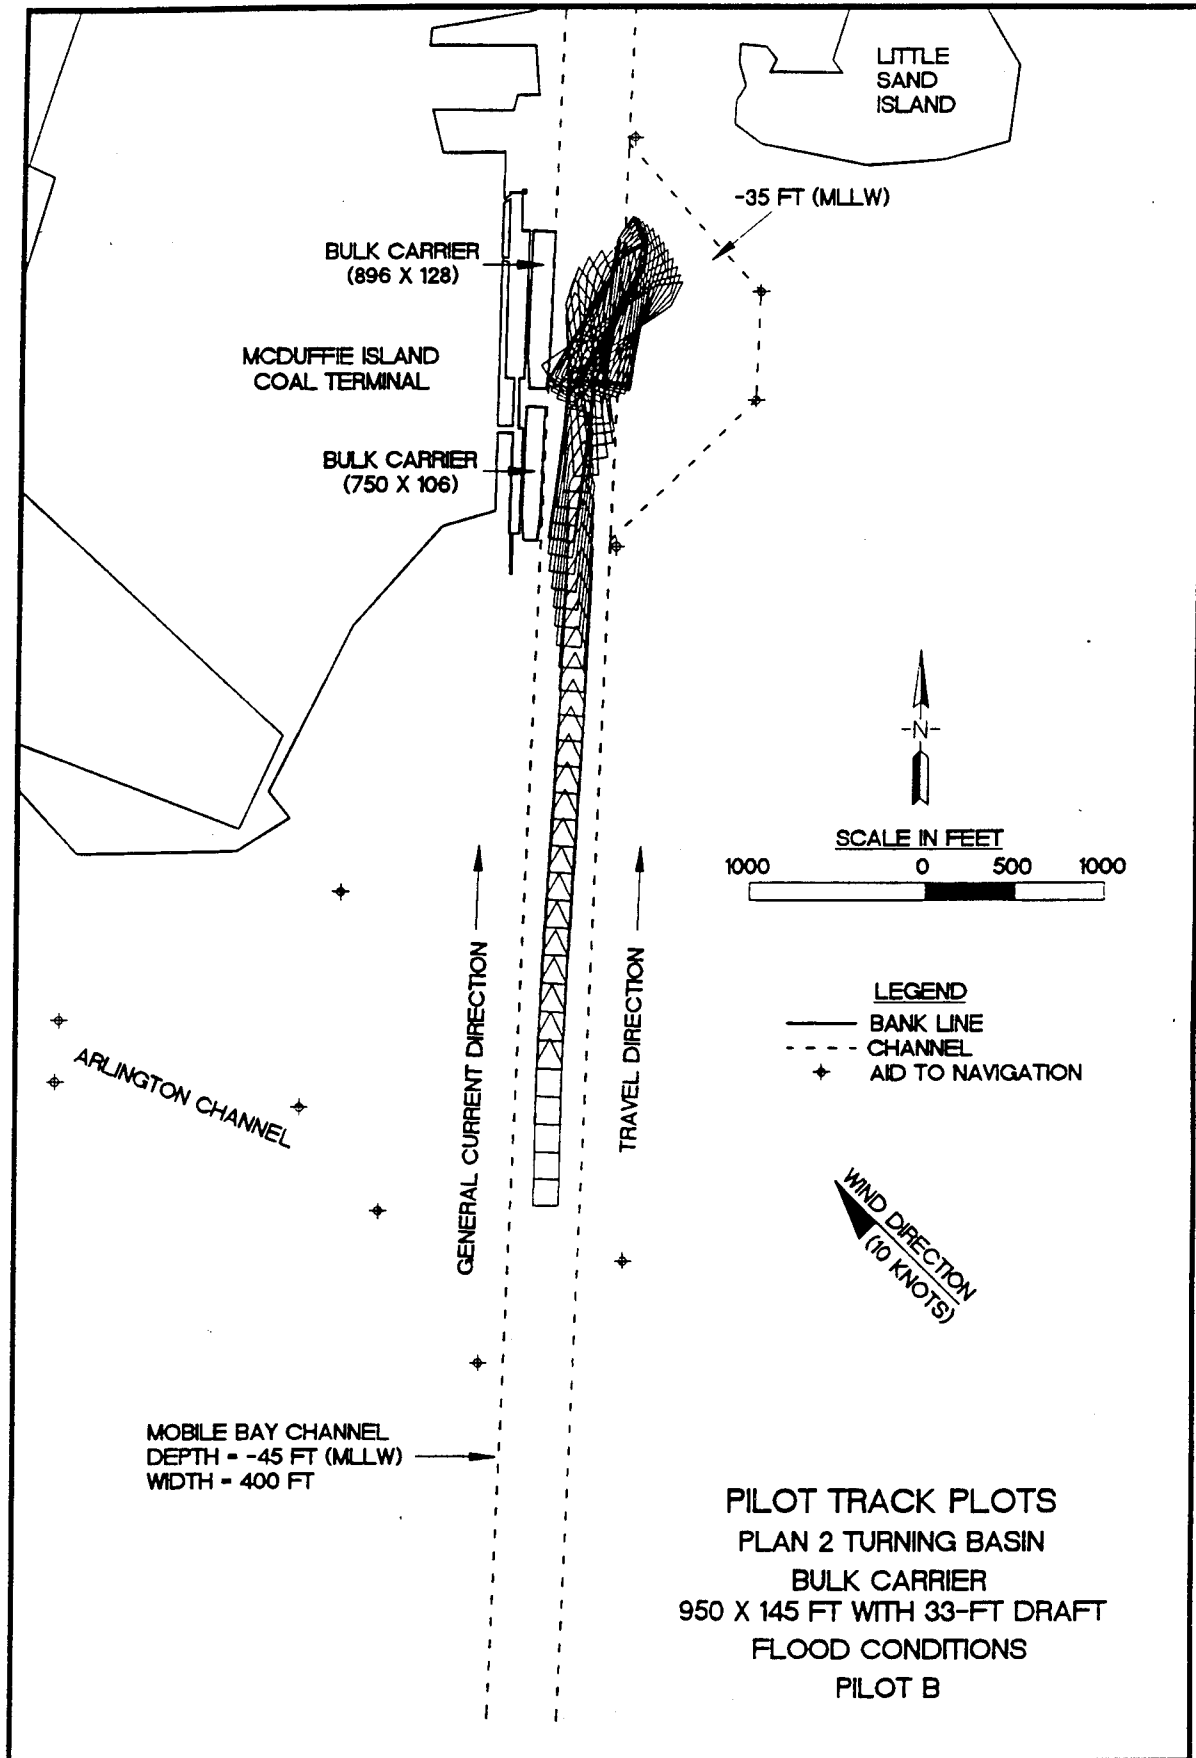 LITTLE
SAND
ISLAND
-35 FT (MLLW)
BULK CARRIER
(896 X 128)
MCDUFFIE ISLAND
COAL TERMINAL
BULK CARRIER
(750 X 106)
-N-
SCALE IN FEET
1000 0 500 1000
GENERAL CURRENT DIRECTION
TRAVEL DIRECTION
LEGEND
BANK LINE
CHANNEL
AID TO NAVIGATION
ARLINGTON CHANNEL
WIND DIRECTION
(10 KNOTS)
MOBILE BAY CHANNEL
DEPTH = -45 FT (MLLW)
WIDTH = 400 FT
PILOT TRACK PLOTS
PLAN 2 TURNING BASIN
BULK CARRIER
950 X 145 FT WITH 33-FT DRAFT
FLOOD CONDITIONS
PILOT B